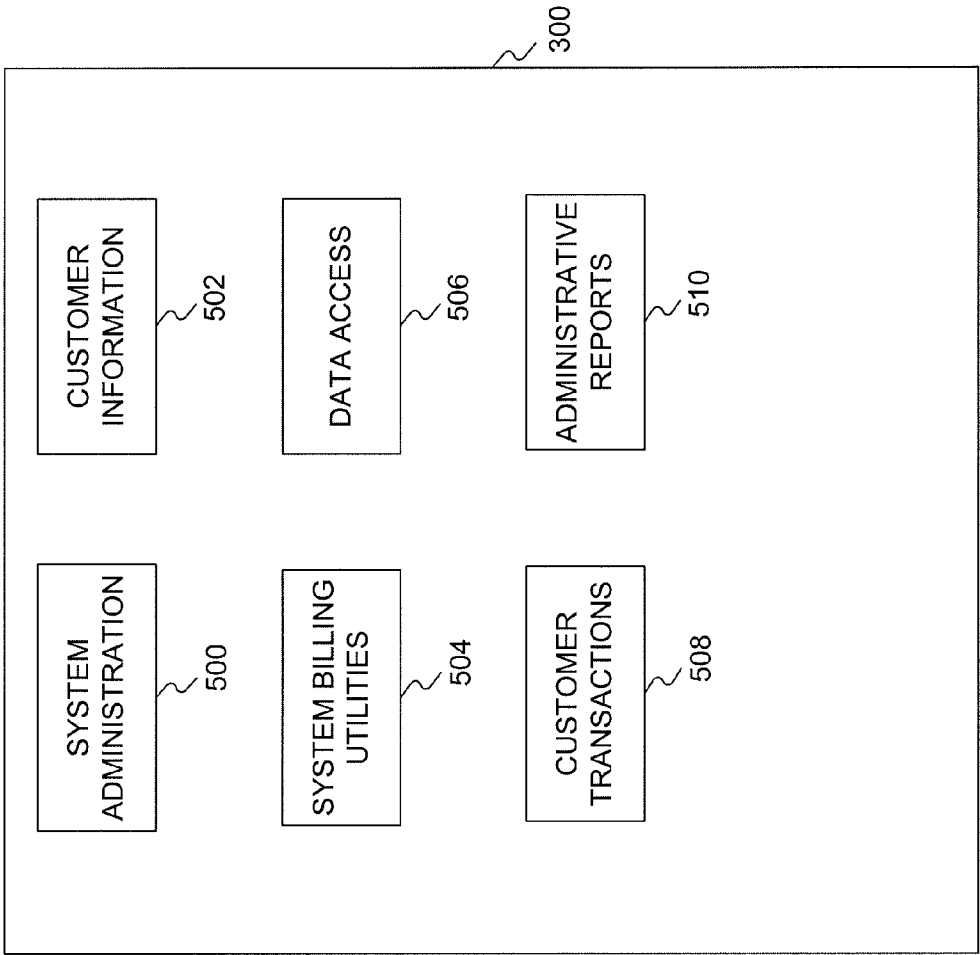 SYSTEM
ADMINISTRATION
500
CUSTOMER
INFORMATION
502
SYSTEM BILLING
UTILITIES
504
DATA ACCESS
506
CUSTOMER
TRANSACTIONS
508
ADMINISTRATIVE
REPORTS
510
300